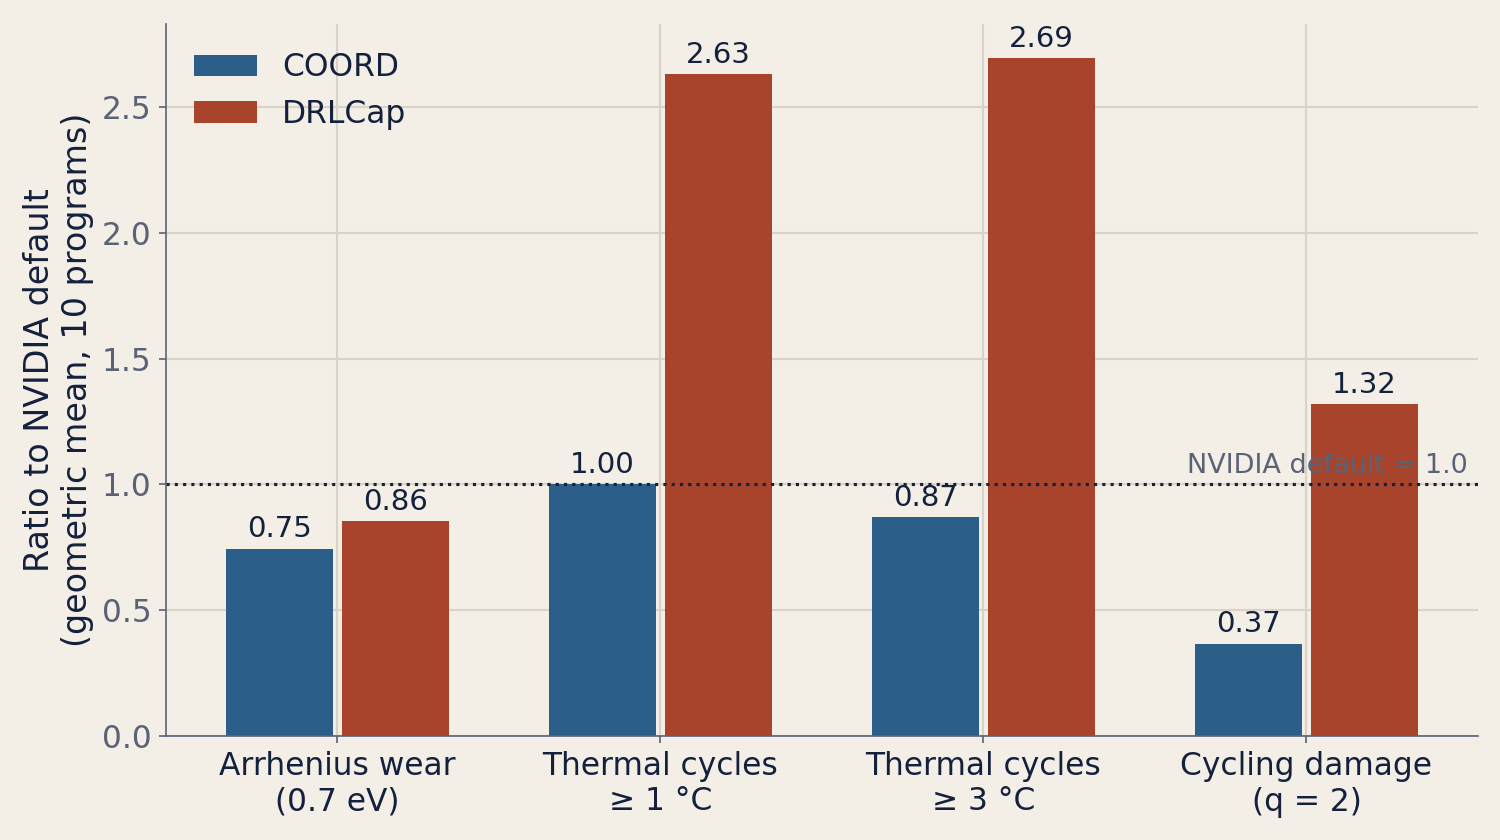 COORD
DRLCap
Ratio to NVIDIA default
(geometric mean, 10 programs)
2.5
2.0
1.5
1.0
0.5
0.0
0.75
0.86
1.00
2.63
0.87
2.69
0.37
1.32
NVIDIA default = 1.0
Arrhenius wear
(0.7 eV)
Thermal cycles
≥ 1 °C
Thermal cycles
≥ 3 °C
Cycling damage
(q = 2)